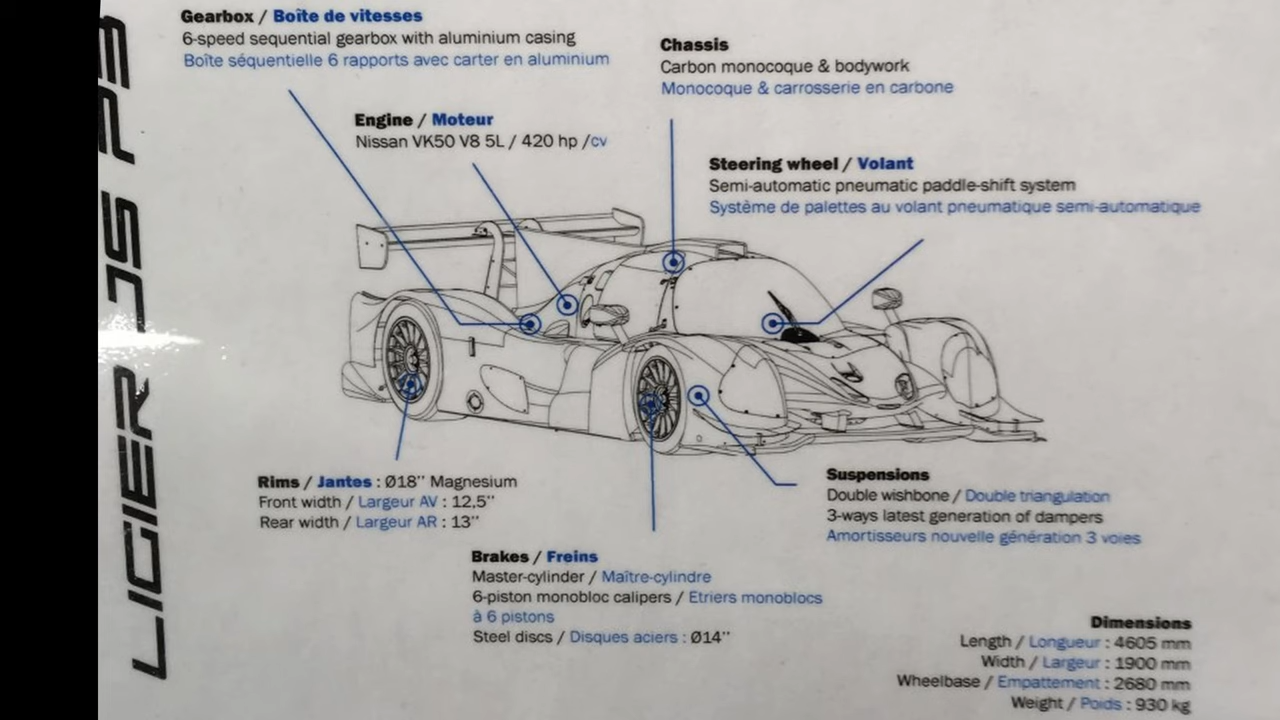 LIGIER JS P3
Gearbox / Boîte de vitesses
6-speed sequential gearbox with aluminium casing
Boîte séquentielle 6 rapports avec carter en aluminium
Chassis
Carbon monocoque & bodywork
Monocoque & carrosserie en carbone
Engine / Moteur
Nissan VK50 V8 5L / 420 hp /cv
Steering wheel / Volant
Semi-automatic pneumatic paddle-shift system
Système de palettes au volant pneumatique semi-automatique
Rims / Jantes : Ø18'' Magnesium
Front width / Largeur AV : 12,5''
Rear width / Largeur AR : 13''
Suspensions
Double wishbone / Double triangulation
3-ways latest generation of dampers
Amortisseurs nouvelle génération 3 voies
Brakes / Freins
Master-cylinder / Maître-cylindre
6-piston monobloc calipers / Etriers monoblocs
à 6 pistons
Steel discs / Disques aciers : Ø14''
Dimensions
Length / Longueur : 4605 mm
Width / Largeur : 1900 mm
Wheelbase / Empattement : 2680 mm
Weight / Poids : 930 kg